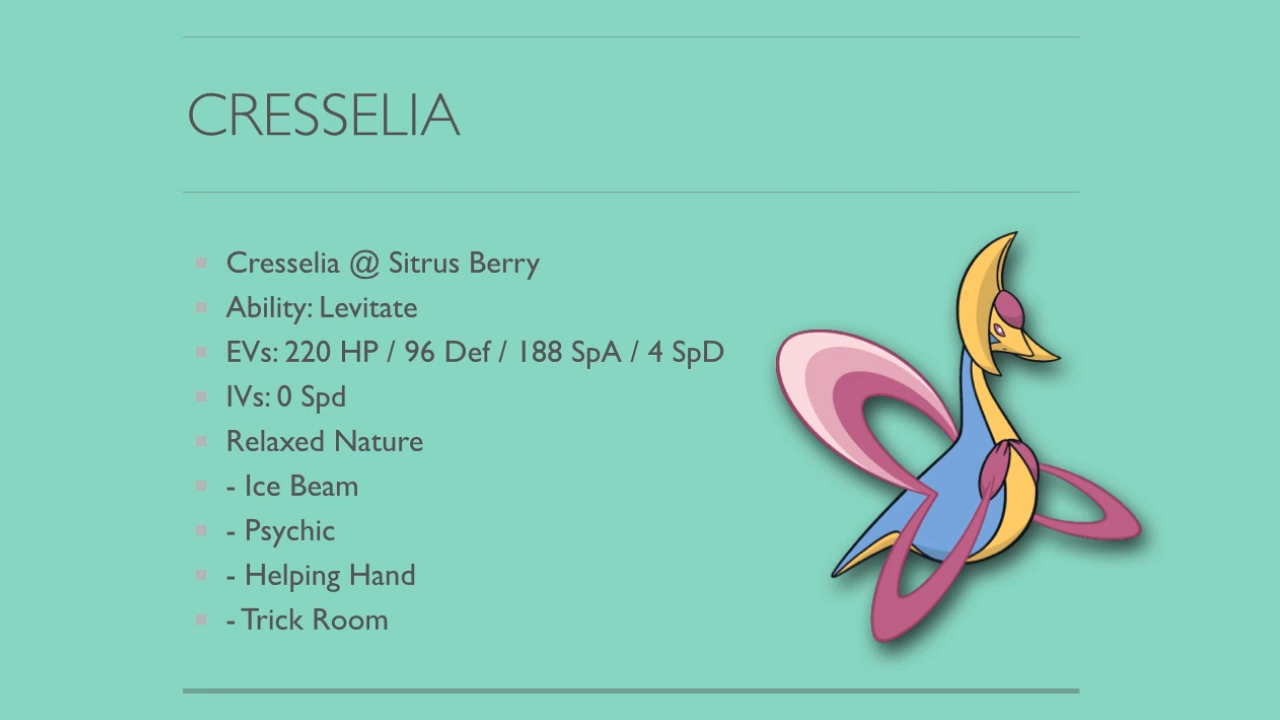 CRESSELIA
Cresselia @ Sitrus Berry
Ability: Levitate
EVs: 220 HP / 96 Def / 188 SpA / 4 SpD
IVs: 0 Spd
Relaxed Nature
- Ice Beam
- Psychic
- Helping Hand
- Trick Room